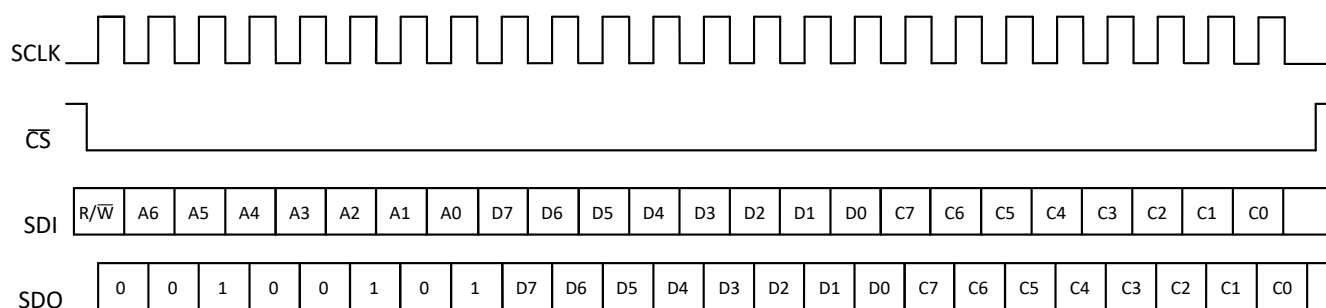 SCLK
C̅S̅
SDI R/W̅ A6 A5 A4 A3 A2 A1 A0 D7 D6 D5 D4 D3 D2 D1 D0 C7 C6 C5 C4 C3 C2 C1 C0
SDO 0 0 1 0 0 1 0 1 D7 D6 D5 D4 D3 D2 D1 D0 C7 C6 C5 C4 C3 C2 C1 C0